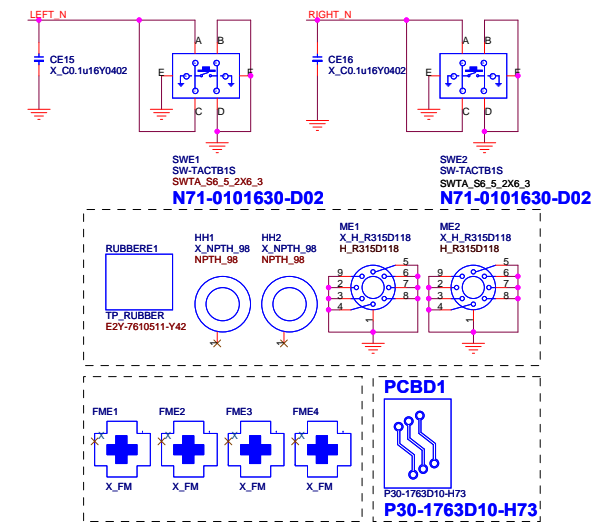 LEFT_N
RIGHT_N
A B
CE15
X_C0.1u16Y0402
E
E
C D
A B
CE16
X_C0.1u16Y0402
E
E
C D
SWE1
SW-TACTB1S
SWTA_S6_5_2X6_3
N71-0101630-D02
SWE2
SW-TACTB1S
SWTA_S6_5_2X6_3
N71-0101630-D02
RUBBERE1
TP_RUBBER
E2Y-7610511-Y42
HH1
X_NPTH_98
NPTH_98
1
HH2
X_NPTH_98
NPTH_98
1
ME1
X_H_R315D118
H_R315D118
5
9 6
2 7
3 8
4
1
ME2
X_H_R315D118
H_R315D118
5
9 6
2 7
3 8
4
1
FME1
X
X_FM
FME2
X
X_FM
FME3
X
X_FM
FME4
X
X_FM
PCBD1
P30-1763D10-H73
P30-1763D10-H73